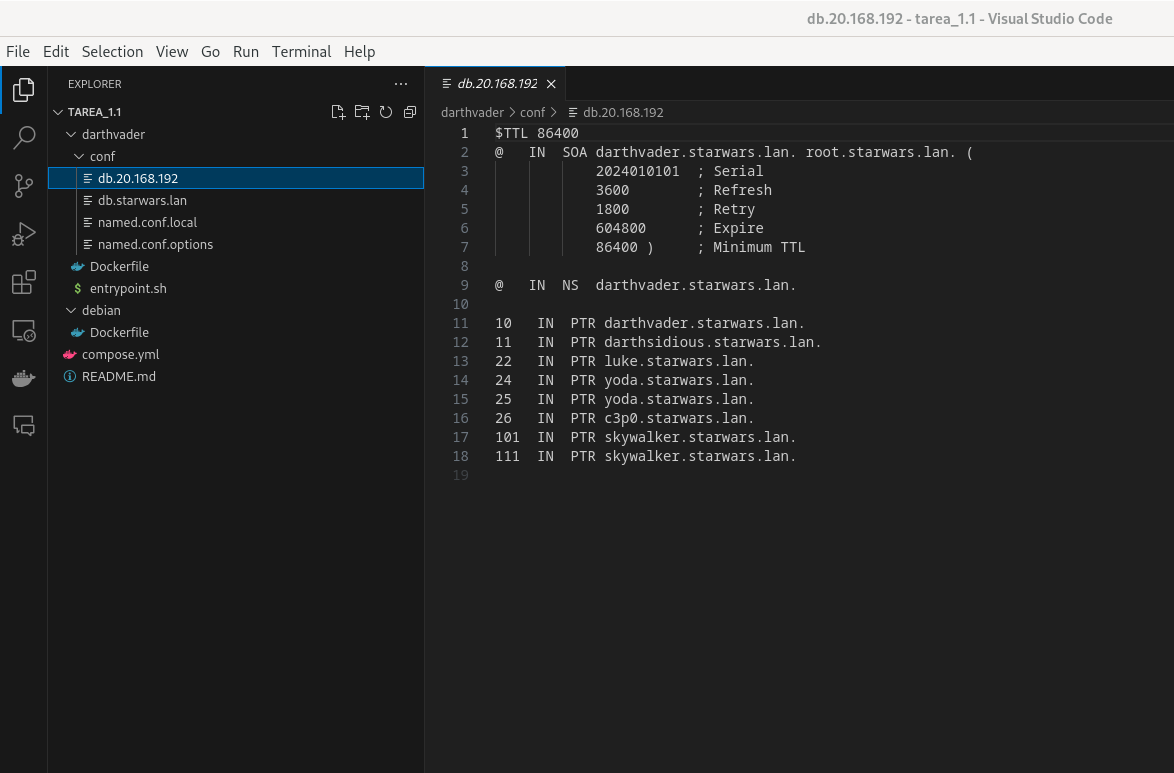 db.20.168.192 - tarea_1.1 - Visual Studio Code
File Edit Selection View Go Run Terminal Help
EXPLORER
TAREA_1.1
darthvader
conf
db.20.168.192
db.starwars.lan
named.conf.local
named.conf.options
Dockerfile
entrypoint.sh
debian
Dockerfile
compose.yml
README.md
db.20.168.192
darthvader > conf > db.20.168.192
1 $TTL 86400
2 @ IN SOA darthvader.starwars.lan. root.starwars.lan. (
3 2024010101 ; Serial
4 3600 ; Refresh
5 1800 ; Retry
6 604800 ; Expire
7 86400 ) ; Minimum TTL
8
9 @ IN NS darthvader.starwars.lan.
10
11 10 IN PTR darthvader.starwars.lan.
12 11 IN PTR darthsidious.starwars.lan.
13 22 IN PTR luke.starwars.lan.
14 24 IN PTR yoda.starwars.lan.
15 25 IN PTR yoda.starwars.lan.
16 26 IN PTR c3p0.starwars.lan.
17 101 IN PTR skywalker.starwars.lan.
18 111 IN PTR skywalker.starwars.lan.
19